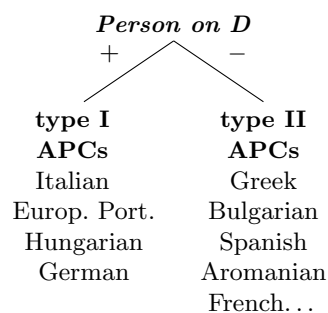 Person on D
+ −
type I type II
APCs APCs
Italian Greek
Europ. Port. Bulgarian
Hungarian Spanish
German Aromanian
French...